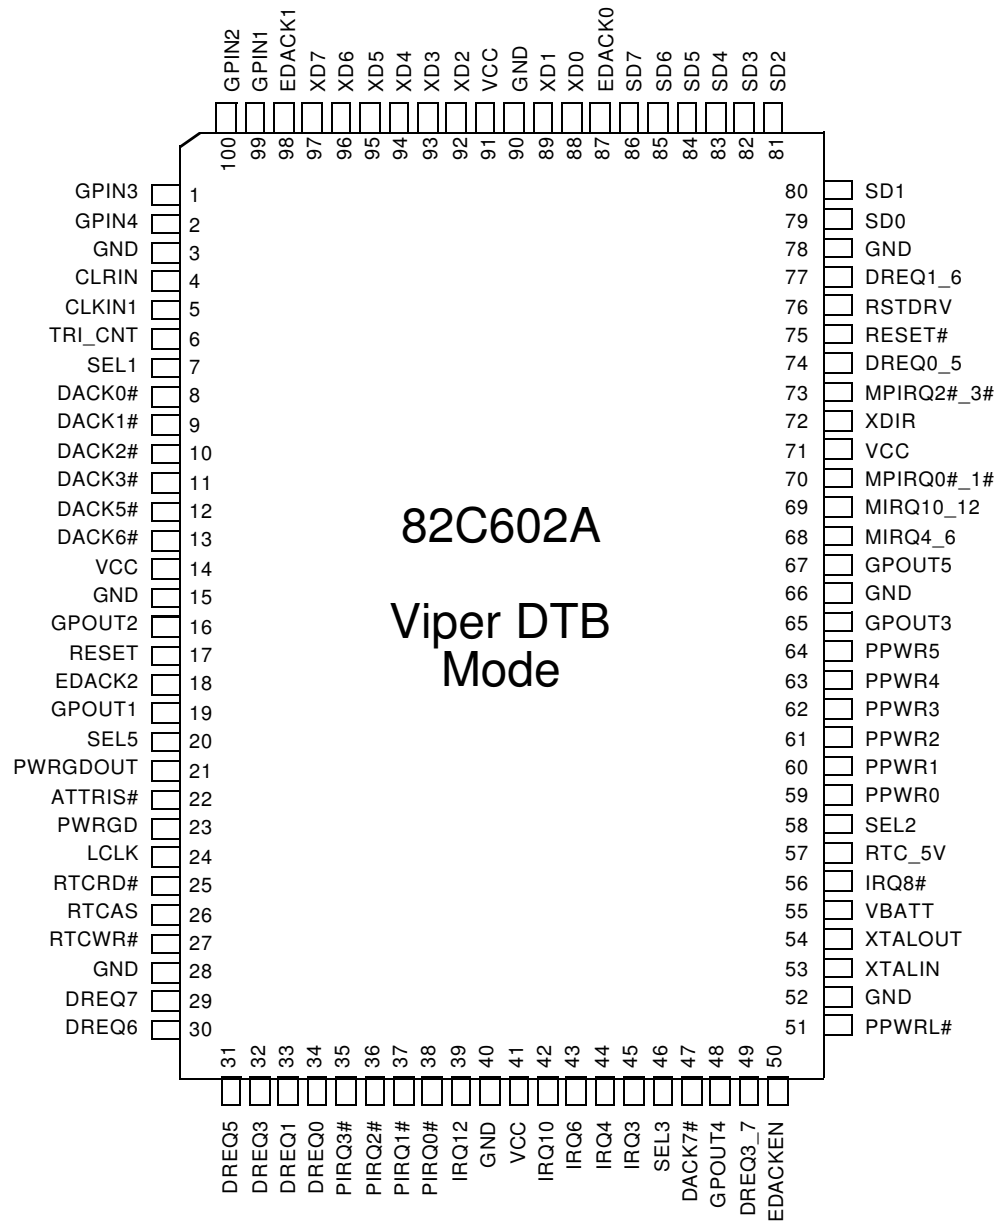 GPIN2 GPIN1 EDACK1 XD7 XD6 XD5 XD4 XD3 XD2 VCC GND XD1 XD0 EDACK0 SD7 SD6 SD5 SD4 SD3 SD2
100 99 98 97 96 95 94 93 92 91 90 89 88 87 86 85 84 83 82 81
GPIN3 1 80 SD1
GPIN4 2 79 SD0
GND 3 78 GND
CLRIN 4 77 DREQ1_6
CLKIN1 5 76 RSTDRV
TRI_CNT 6 75 RESET#
SEL1 7 74 DREQ0_5
DACK0# 8 73 MPIRQ2#_3#
DACK1# 9 72 XDIR
DACK2# 10 71 VCC
DACK3# 11 70 MPIRQ0#_1#
DACK5# 12 69 MIRQ10_12
DACK6# 13 68 MIRQ4_6
VCC 14 67 GPOUT5
GND 15 66 GND
GPOUT2 16 65 GPOUT3
RESET 17 64 PPWR5
EDACK2 18 63 PPWR4
GPOUT1 19 62 PPWR3
SEL5 20 61 PPWR2
PWRGDOUT 21 60 PPWR1
ATTRIS# 22 59 PPWR0
PWRGD 23 58 SEL2
LCLK 24 57 RTC_5V
RTCRD# 25 56 IRQ8#
RTCAS 26 55 VBATT
RTCWR# 27 54 XTALOUT
GND 28 53 XTALIN
DREQ7 29 52 GND
DREQ6 30 51 PPWRL#
82C602A
Viper DTB
Mode
31 32 33 34 35 36 37 38 39 40 41 42 43 44 45 46 47 48 49 50
DREQ5 DREQ3 DREQ1 DREQ0 PIRQ3# PIRQ2# PIRQ1# PIRQ0# IRQ12 GND VCC IRQ10 IRQ6 IRQ4 IRQ3 SEL3 DACK7# GPOUT4 DREQ3_7 EDACKEN